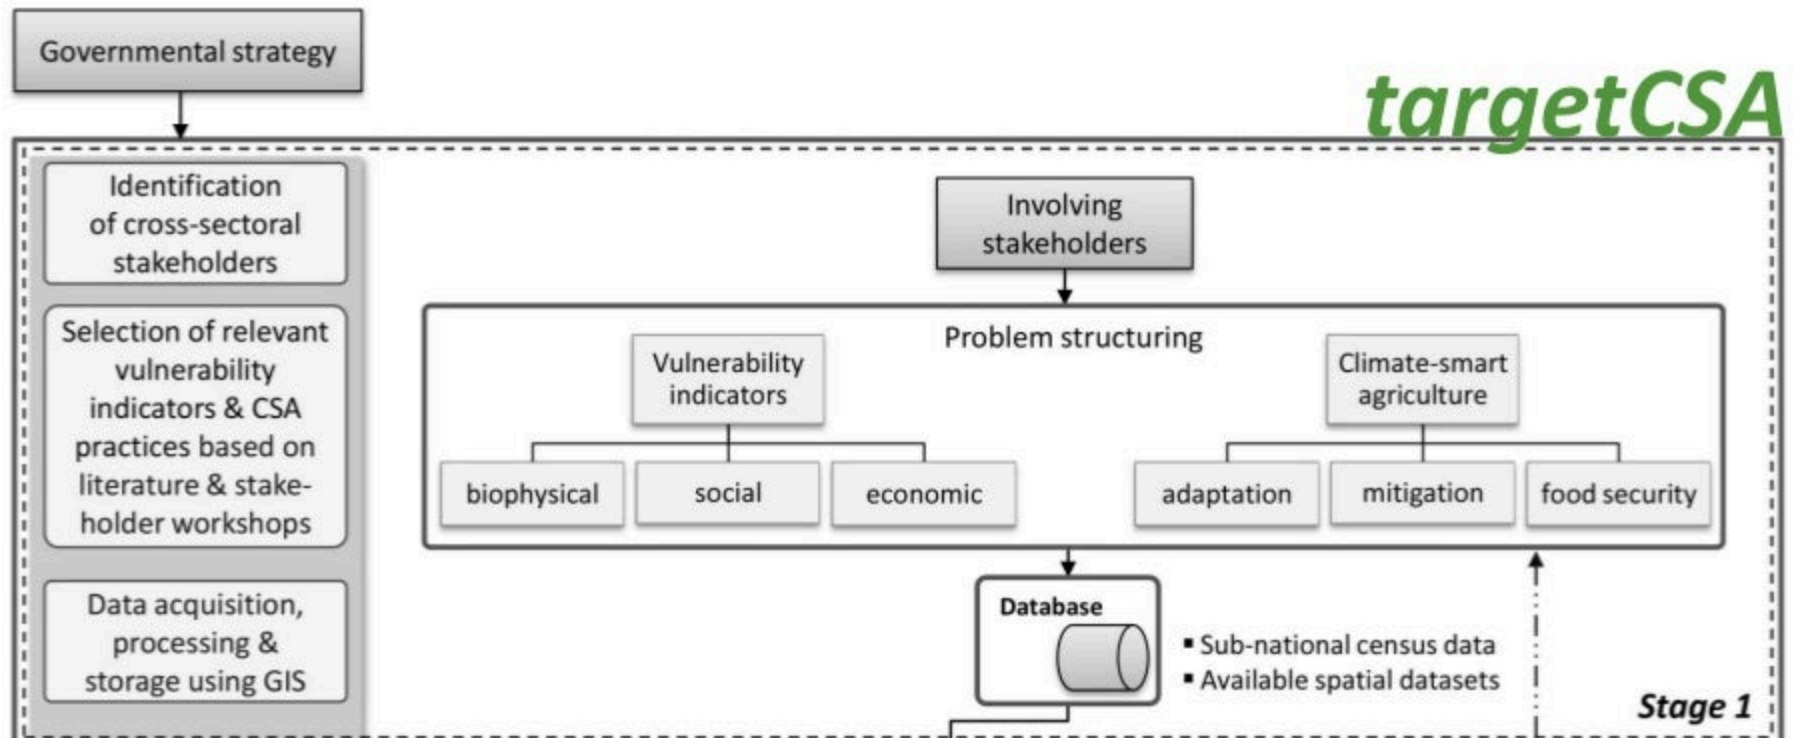 Governmental strategy
targetCSA
Identification
of cross-sectoral
stakeholders
Selection of relevant
vulnerability
indicators & CSA
practices based on
literature & stake-
holder workshops
Data acquisition,
processing &
storage using GIS
Involving
stakeholders
Problem structuring
Vulnerability
indicators
biophysical
social
economic
Climate-smart
agriculture
adaptation
mitigation
food security
Database
▪ Sub-national census data
▪ Available spatial datasets
Stage 1